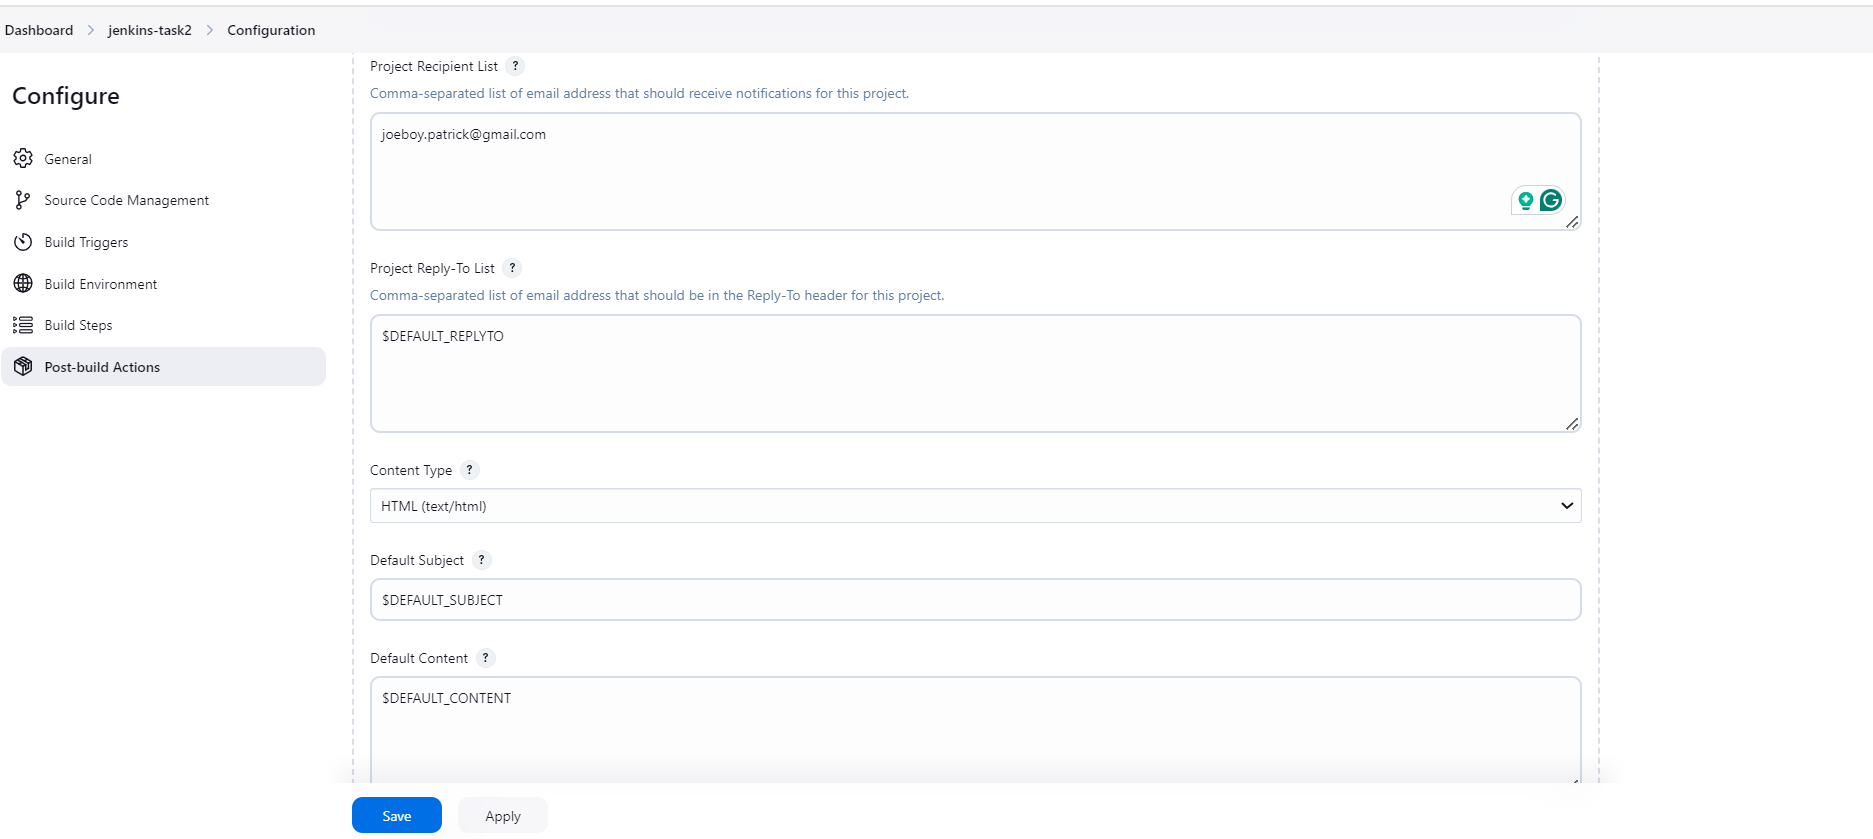 Dashboard > jenkins-task2 > Configuration
Configure
General
Source Code Management
Build Triggers
Build Environment
Build Steps
Post-build Actions
Project Recipient List ?
Comma-separated list of email address that should receive notifications for this project.
joeboy.patrick@gmail.com
Project Reply-To List ?
Comma-separated list of email address that should be in the Reply-To header for this project.
$DEFAULT_REPLYTO
Content Type ?
HTML (text/html)
Default Subject ?
$DEFAULT_SUBJECT
Default Content ?
$DEFAULT_CONTENT
Save Apply